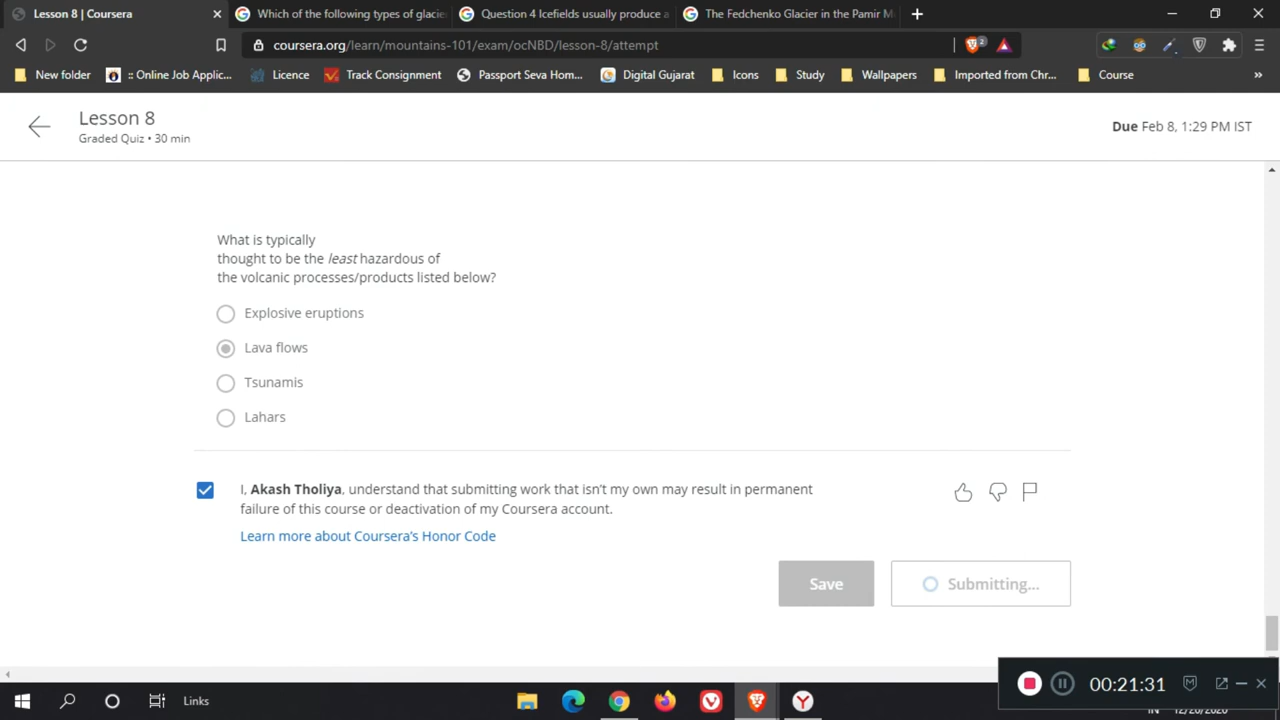 Lesson 8 | Coursera
Which of the following types of glacie
Question 4 Icefields usually produce a
The Fedchenko Glacier in the Pamir M
coursera.org/learn/mountains-101/exam/ocNBD/lesson-8/attempt
2
New folder
:: Online Job Applic...
Licence
Track Consignment
Passport Seva Hom...
Digital Gujarat
Icons
Study
Wallpapers
Imported from Chr...
Course
»
Lesson 8
Graded Quiz • 30 min
Due Feb 8, 1:29 PM IST
What is typically
thought to be the least hazardous of
the volcanic processes/products listed below?
Explosive eruptions
Lava flows
Tsunamis
Lahars
I, Akash Tholiya, understand that submitting work that isn't my own may result in permanent
failure of this course or deactivation of my Coursera account.
Learn more about Coursera's Honor Code
Save
Submitting...
00:21:31
Links